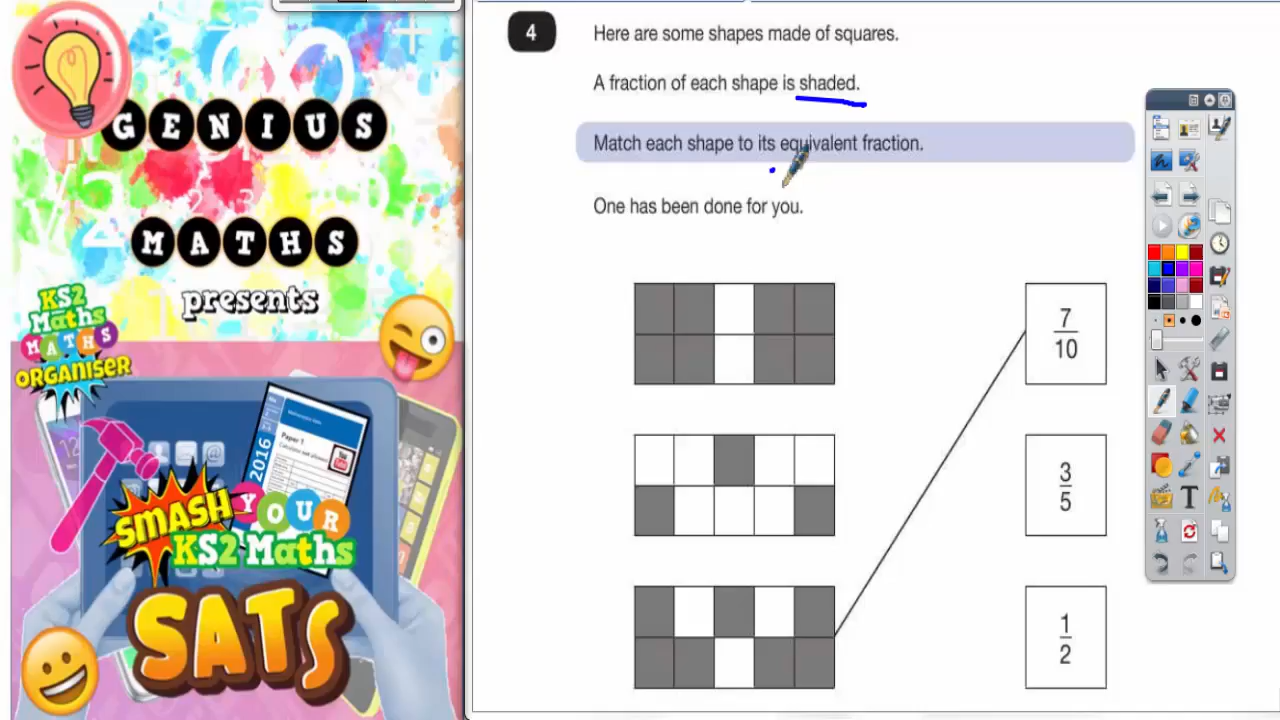 GENIUS
MATHS
presents
KS2
Maths
MATHS
ORGANISER
2016
Paper 1
SMASH YOUR
KS2 Maths
SATS
4
Here are some shapes made of squares.
A fraction of each shape is shaded.
Match each shape to its equivalent fraction.
One has been done for you.
7
10
3
5
1
2